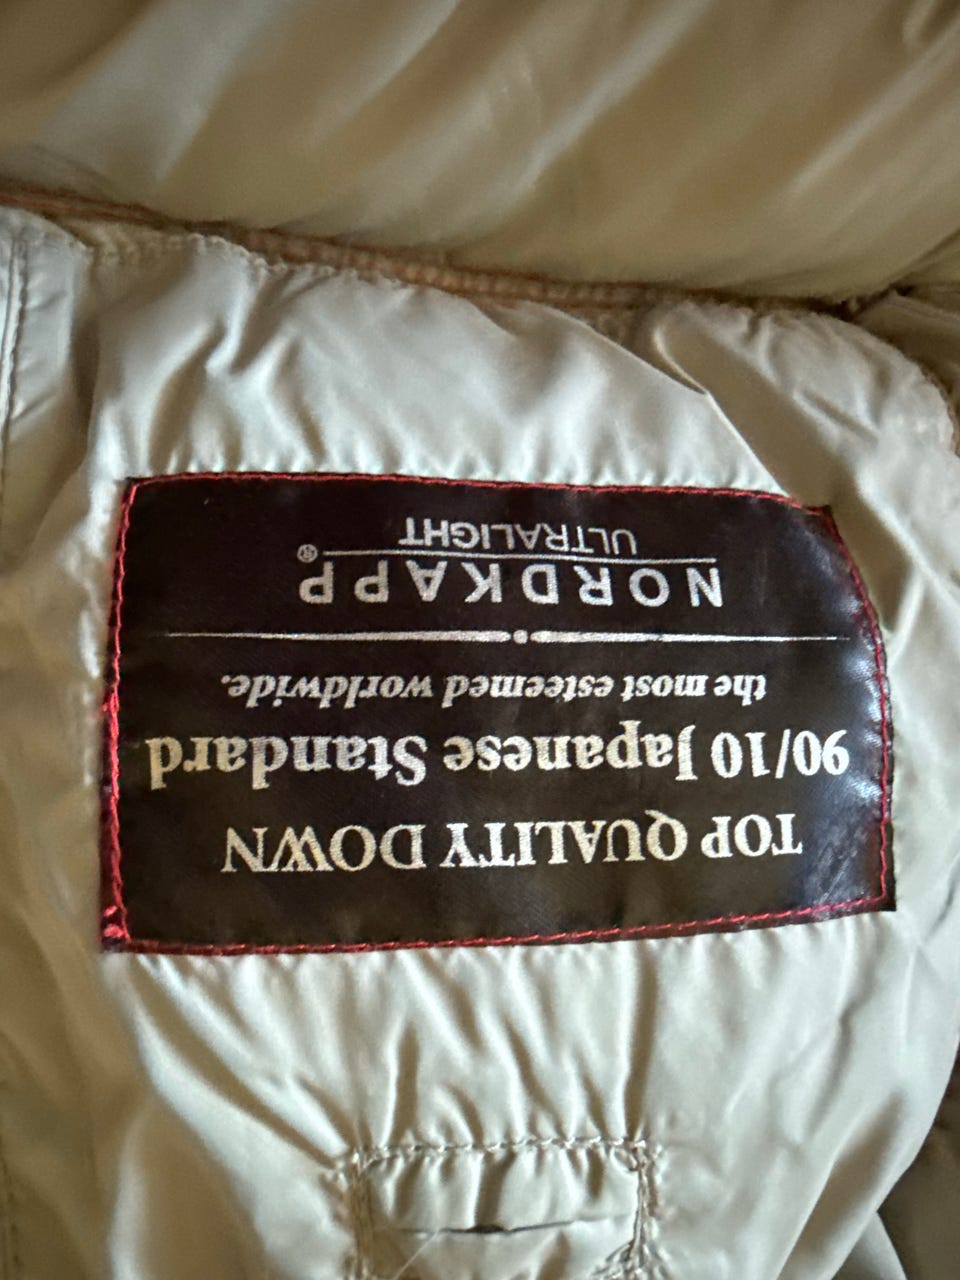 TOP QUALITY DOWN
90/10 Japanese Standard
the most esteemed worldwide.
NORDKAPP®
ULTRALIGHT